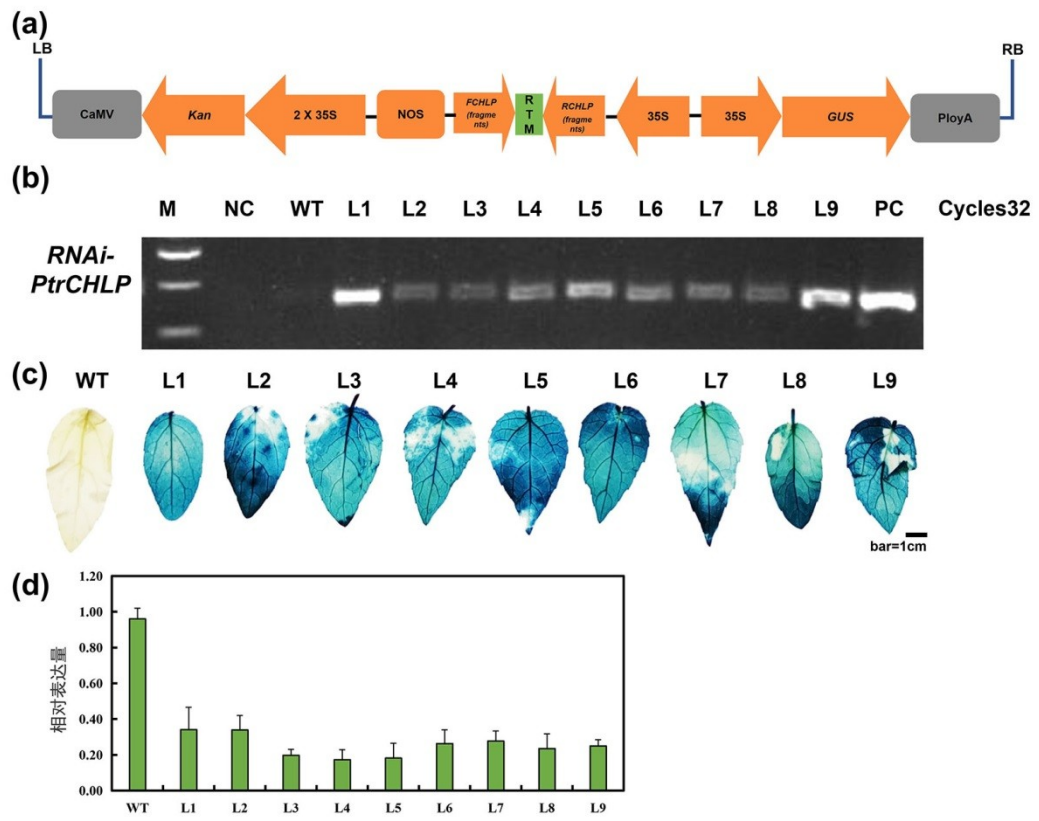 (a)
LB
RB
CaMV
Kan
2 X 35S
NOS
FCHLP
(fragme
nts)
R
T
M
RCHLP
(fragme
nts)
35S
35S
GUS
PloyA
(b)
M NC WT L1 L2 L3 L4 L5 L6 L7 L8 L9 PC Cycles32
RNAi-
PtrCHLP
(c)
WT L1 L2 L3 L4 L5 L6 L7 L8 L9
bar=1cm
(d)
1.20
1.00
0.80
0.60
0.40
0.20
0.00
相对表达量
WT L1 L2 L3 L4 L5 L6 L7 L8 L9